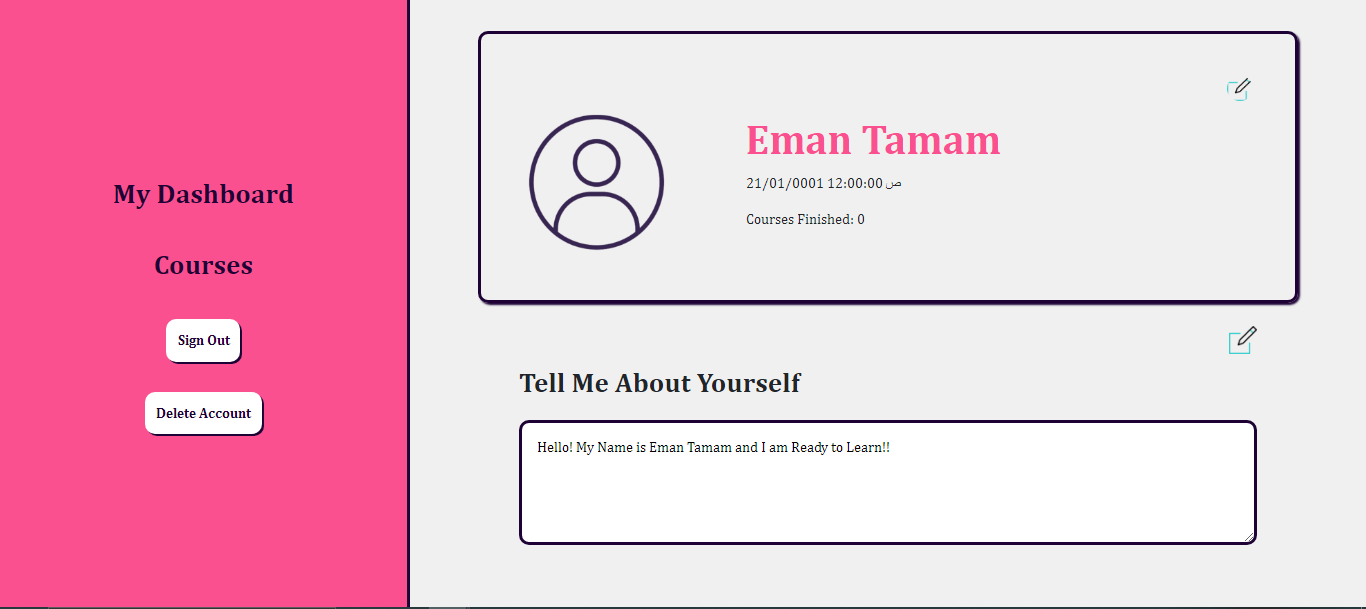 My Dashboard
Courses
Sign Out
Delete Account
Eman Tamam
21/01/0001 12:00:00 ص
Courses Finished: 0
Tell Me About Yourself
Hello! My Name is Eman Tamam and I am Ready to Learn!!